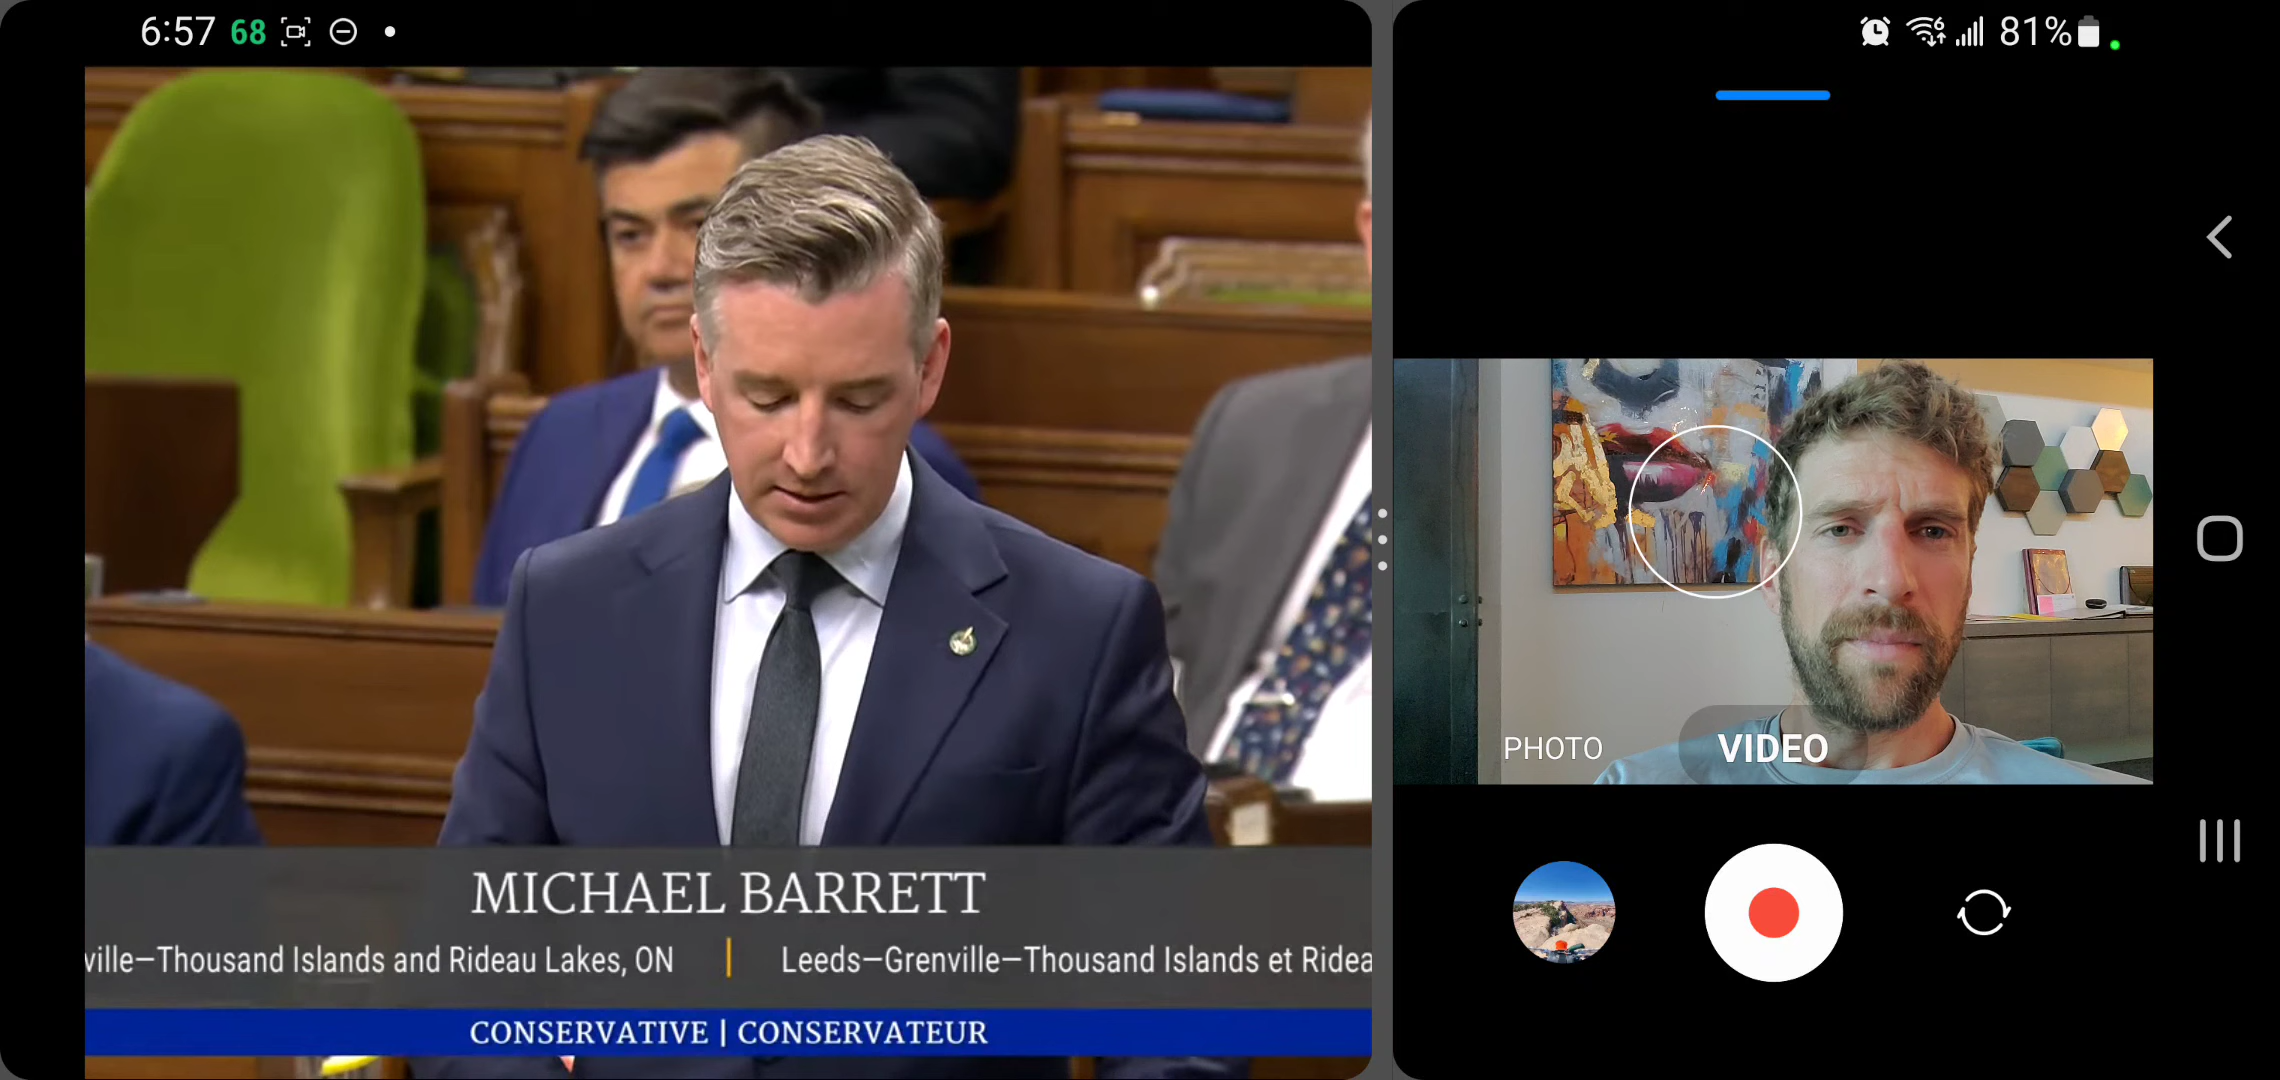 6:57 68
81%
MICHAEL BARRETT
ville—Thousand Islands and Rideau Lakes, ON | Leeds—Grenville—Thousand Islands et Ridea
CONSERVATIVE | CONSERVATEUR
PHOTO VIDEO